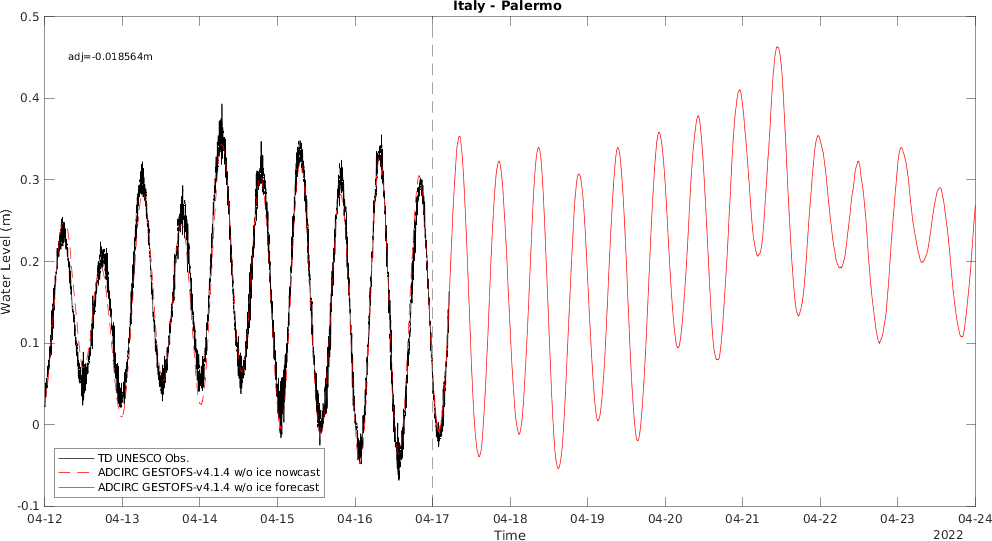 Italy - Palermo
adj=-0.018564m
Water Level (m)
0.5
0.4
0.3
0.2
0.1
0
-0.1
TD UNESCO Obs.
ADCIRC GESTOFS-v4.1.4 w/o ice nowcast
ADCIRC GESTOFS-v4.1.4 w/o ice forecast
04-12 04-13 04-14 04-15 04-16 04-17 04-18 04-19 04-20 04-21 04-22 04-23 04-24
Time
2022